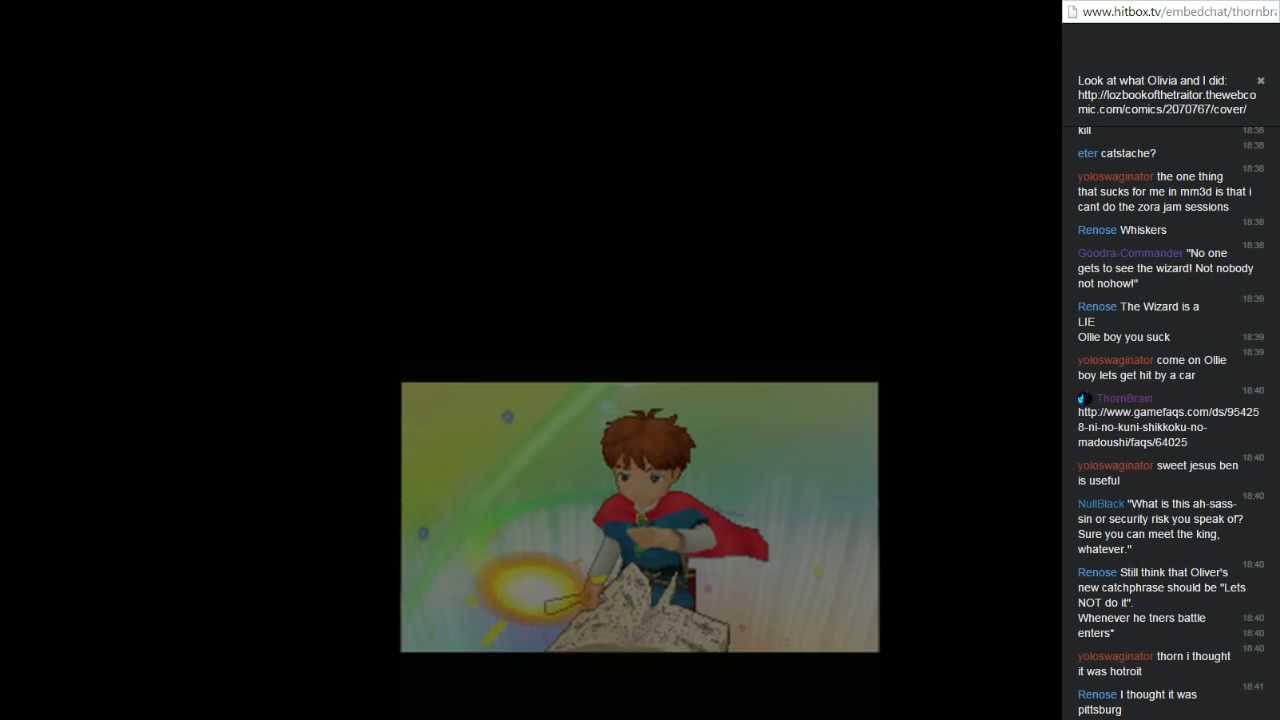 www.hitbox.tv/embedchat/thornbra
Look at what Olivia and I did:
http://lozbookofthetraitor.thewebco
mic.com/comics/2070767/cover/
kill 18:38
18:38
eter catstache?
18:38
yoloswaginator the one thing
that sucks for me in mm3d is that i
cant do the zora jam sessions
18:38
Renose Whiskers
18:38
Goodra-Commander "No one
gets to see the wizard! Not nobody
not nohow!"
18:39
Renose The Wizard is a
LIE
Ollie boy you suck 18:39
18:39
yoloswaginator come on Ollie
boy lets get hit by a car
18:40
ThornBrain
http://www.gamefaqs.com/ds/95425
8-ni-no-kuni-shikkoku-no-
madoushi/faqs/64025
18:40
yoloswaginator sweet jesus ben
is useful
18:40
NullBlack "What is this ah-sass-
sin or security risk you speak of?
Sure you can meet the king,
whatever."
18:40
Renose Still think that Oliver's
new catchphrase should be "Lets
NOT do it".
Whenever he tners battle 18:40
enters* 18:40
18:40
yoloswaginator thorn i thought
it was hotroit
18:41
Renose I thought it was
pittsburg